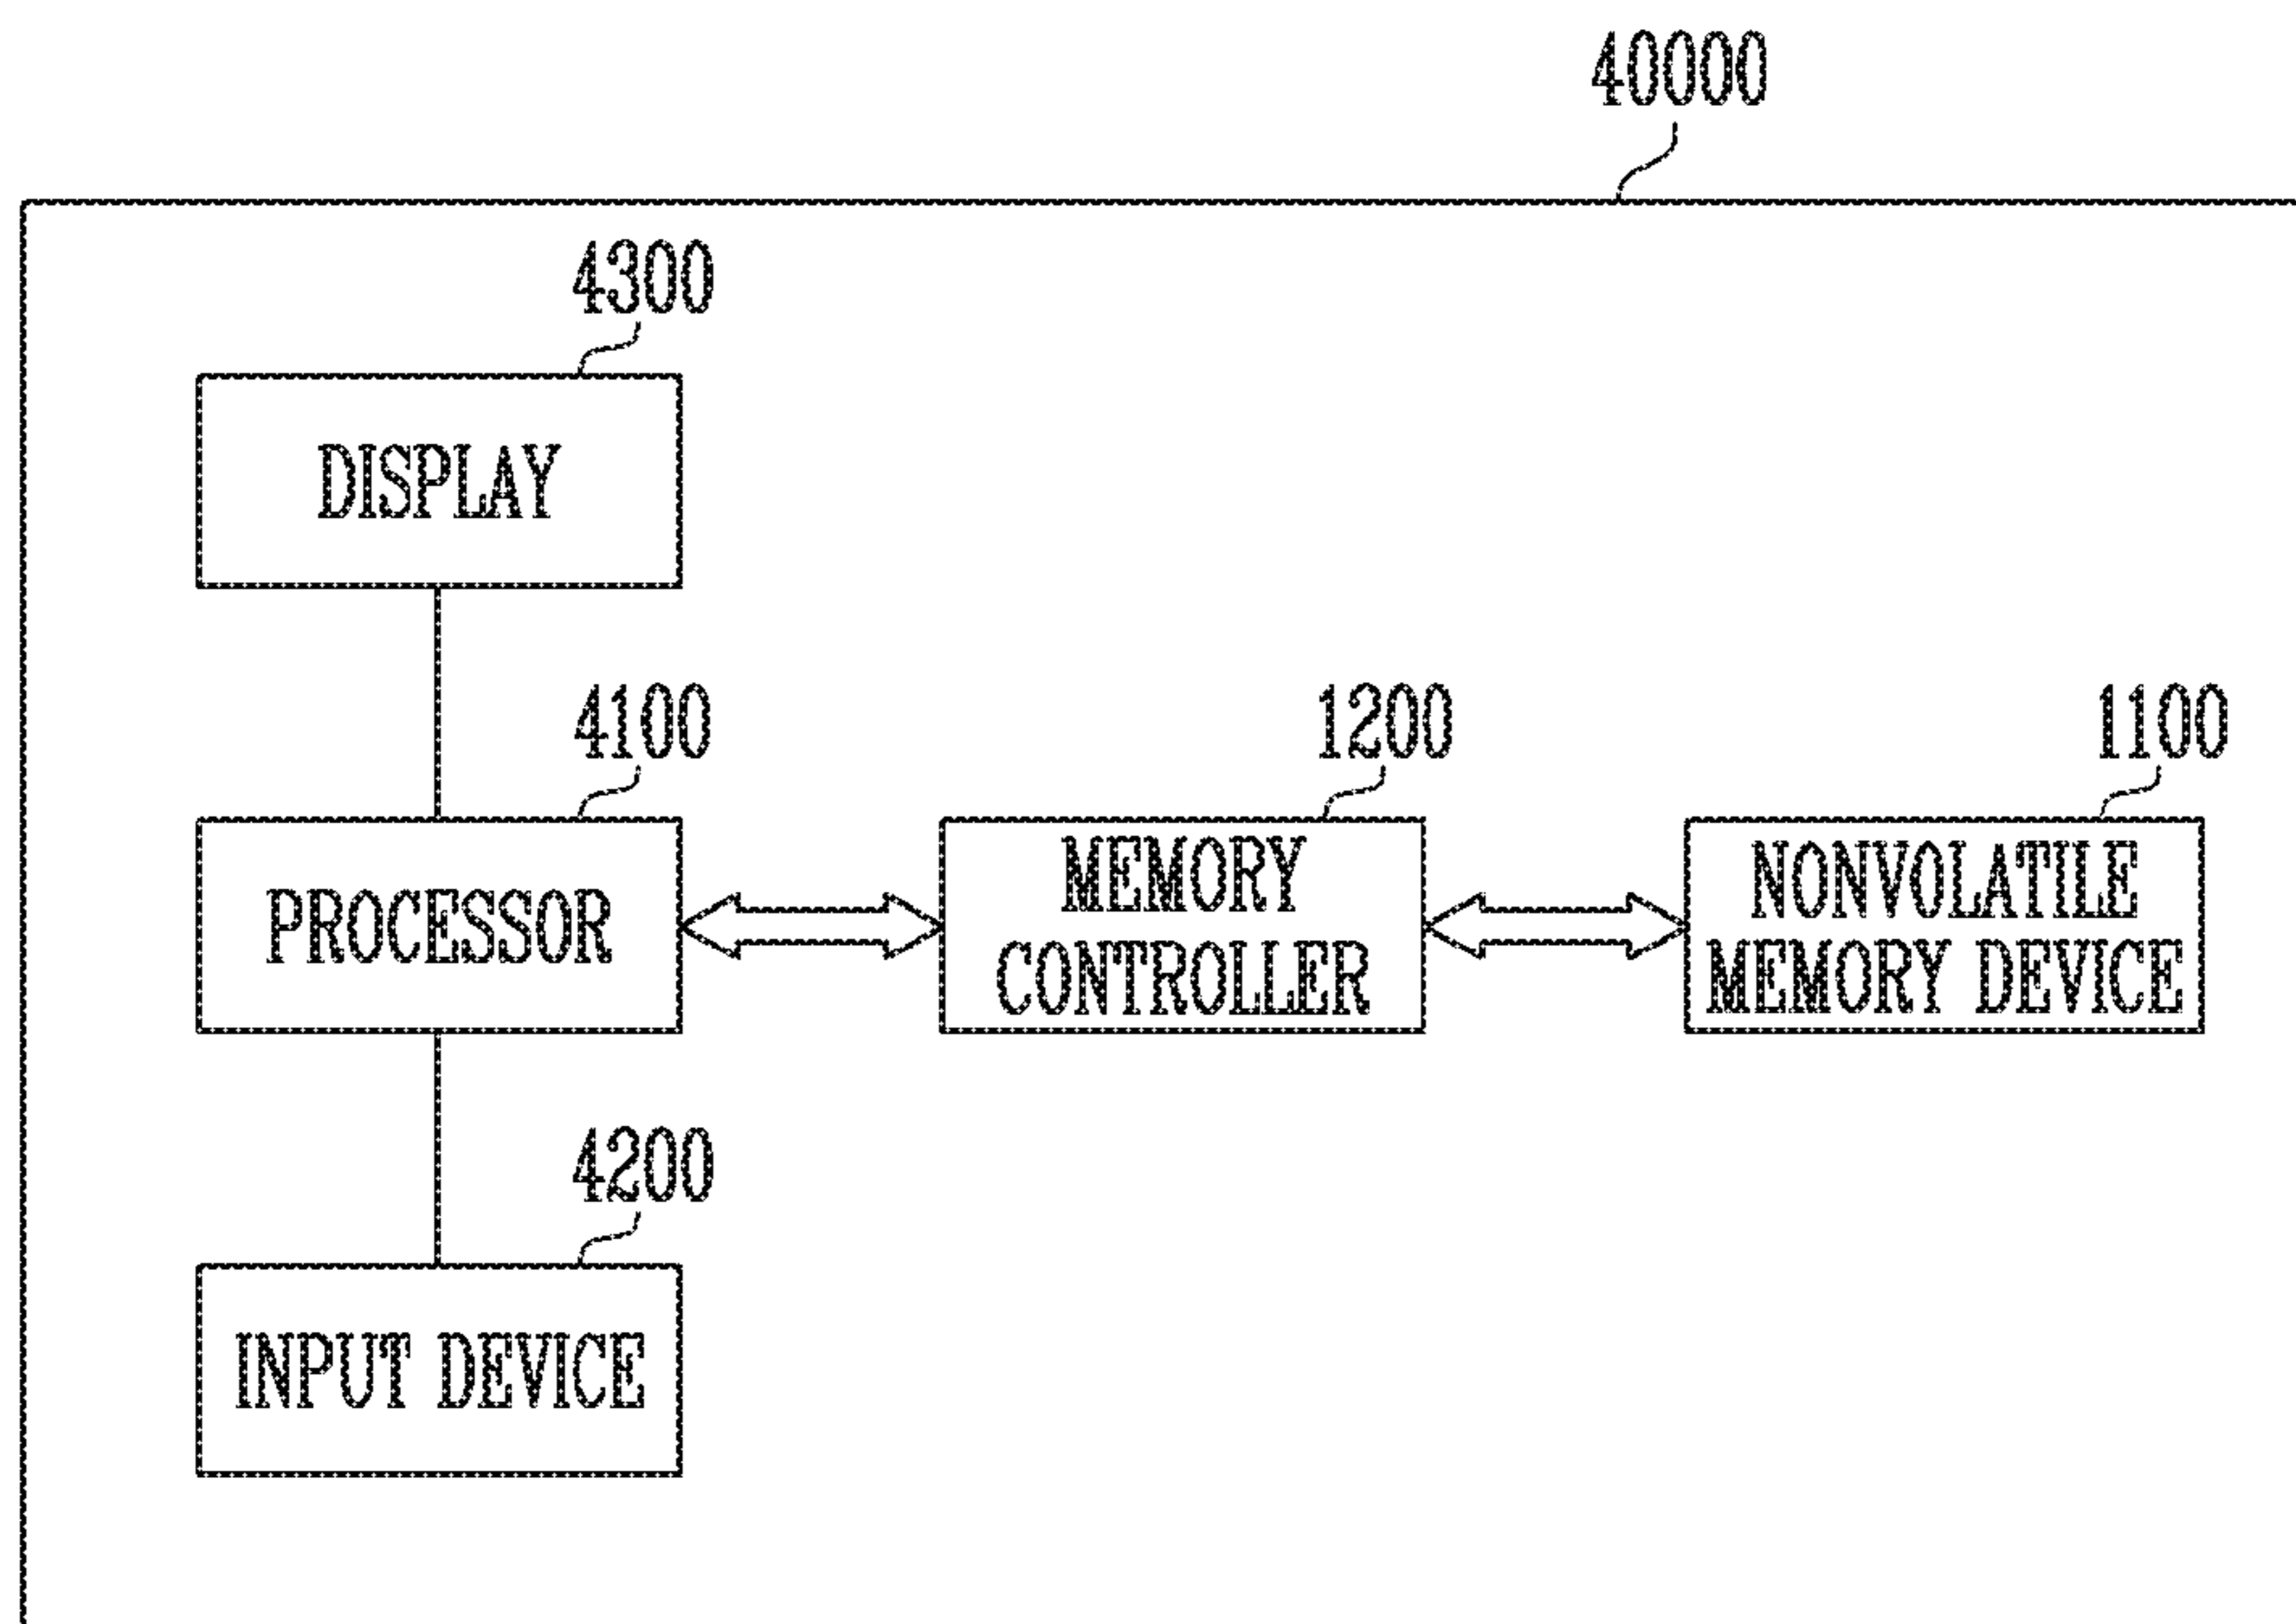 40000
4300
DISPLAY
4100
PROCESSOR
1200
MEMORY
CONTROLLER
1100
NONVOLATILE
MEMORY DEVICE
4200
INPUT DEVICE